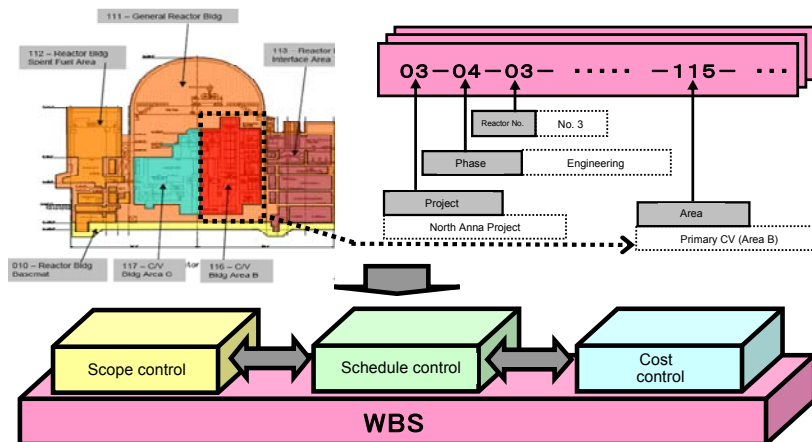 111 – General Reactor Bldg
112 – Reactor Bldg
Spent Fuel Area
113 – Reactor
Interface Area
010 – Reactor Bldg
Basemat
117 – C/V
Bldg Area C
116 – C/V
Bldg Area B
03-04-03- ‥‥‥ -115- ‥‥
Reactor No.
No. 3
Phase
Engineering
Project
North Anna Project
Area
Primary CV (Area B)
Scope control
Schedule control
Cost
control
WBS